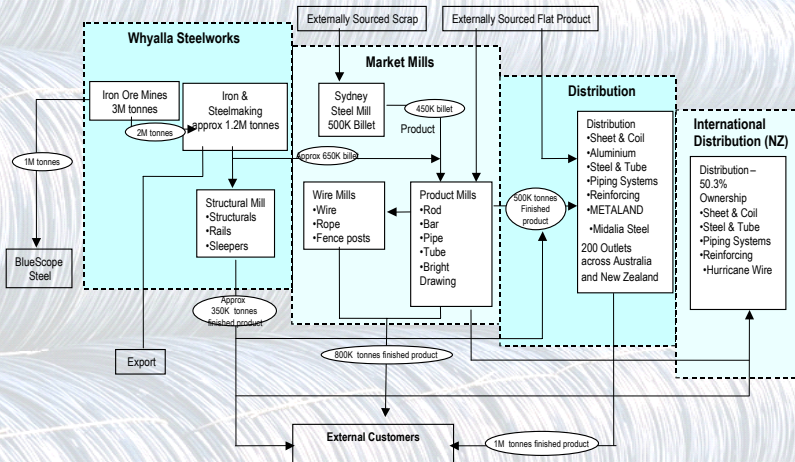 Externally Sourced Scrap
Externally Sourced Flat Product
Whyalla Steelworks
Iron Ore Mines
3M tonnes
2M tonnes
Iron &
Steelmaking
approx 1.2M tonnes
1M tonnes
BlueScope
Steel
Structural Mill
•Structurals
•Rails
•Sleepers
Approx
350K tonnes
finished product
Export
Market Mills
Sydney
Steel Mill
500K Billet
450K billet
Product
Approx 650K billet
Wire Mills
•Wire
•Rope
•Fence posts
Product Mills
•Rod
•Bar
•Pipe
•Tube
•Bright
Drawing
500K tonnes
Finished
product
800K tonnes finished product
Distribution
Distribution
•Sheet & Coil
•Aluminium
•Steel & Tube
•Piping Systems
•Reinforcing
•METALAND
•Midalia Steel
200 Outlets
across Australia
and New Zealand
International
Distribution (NZ)
Distribution –
50.3%
Ownership
•Sheet & Coil
•Steel & Tube
•Piping Systems
•Reinforcing
•Hurricane Wire
External Customers
1M tonnes finished product